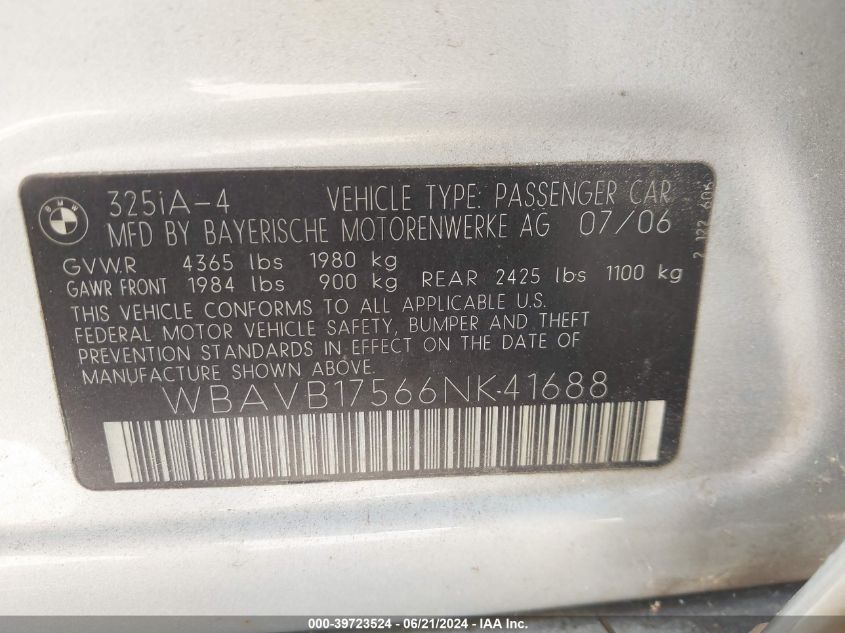 BMW
325iA-4 VEHICLE TYPE: PASSENGER CAR
MFD BY BAYERISCHE MOTORENWERKE AG 07/06
GVWR 4365 lbs 1980 kg
GAWR FRONT 1984 lbs 900 kg REAR 2425 lbs 1100 kg
THIS VEHICLE CONFORMS TO ALL APPLICABLE U.S.
FEDERAL MOTOR VEHICLE SAFETY, BUMPER AND THEFT
PREVENTION STANDARDS IN EFFECT ON THE DATE OF
MANUFACTURE SHOWN ABOVE.
WBAVB17566NK41688
000-39723524 - 06/21/2024 - IAA Inc.